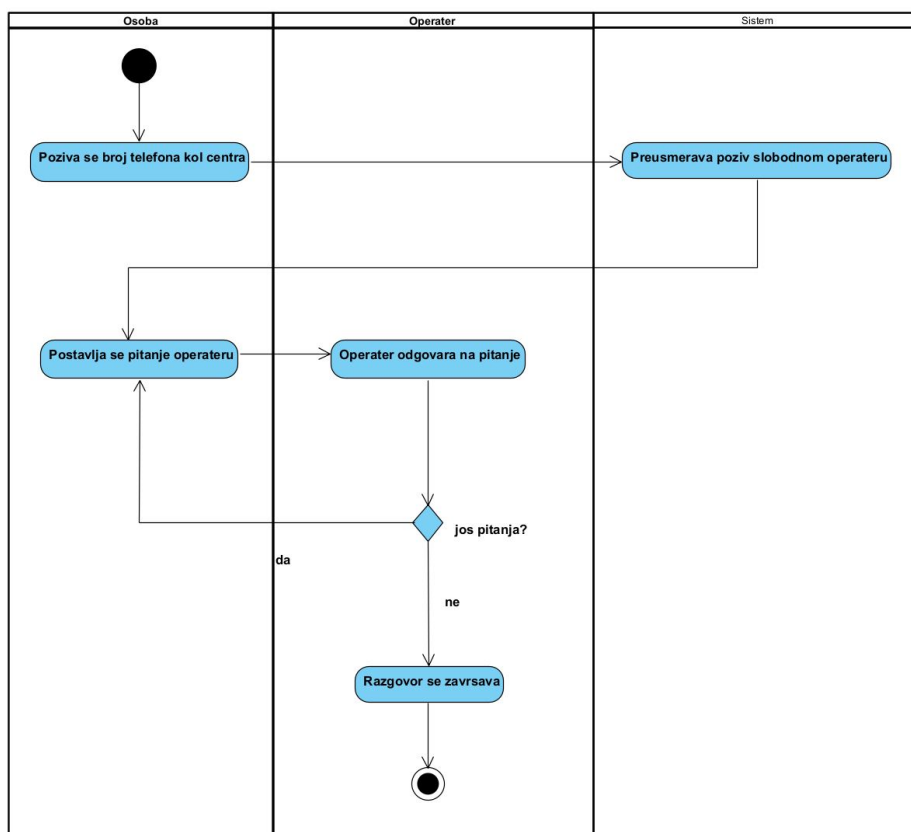 Osoba
Operater
Sistem
Poziva se broj telefona kol centra
Preusmerava poziv slobodnom operateru
Postavlja se pitanje operateru
Operater odgovara na pitanje
jos pitanja?
da
ne
Razgovor se zavrsava